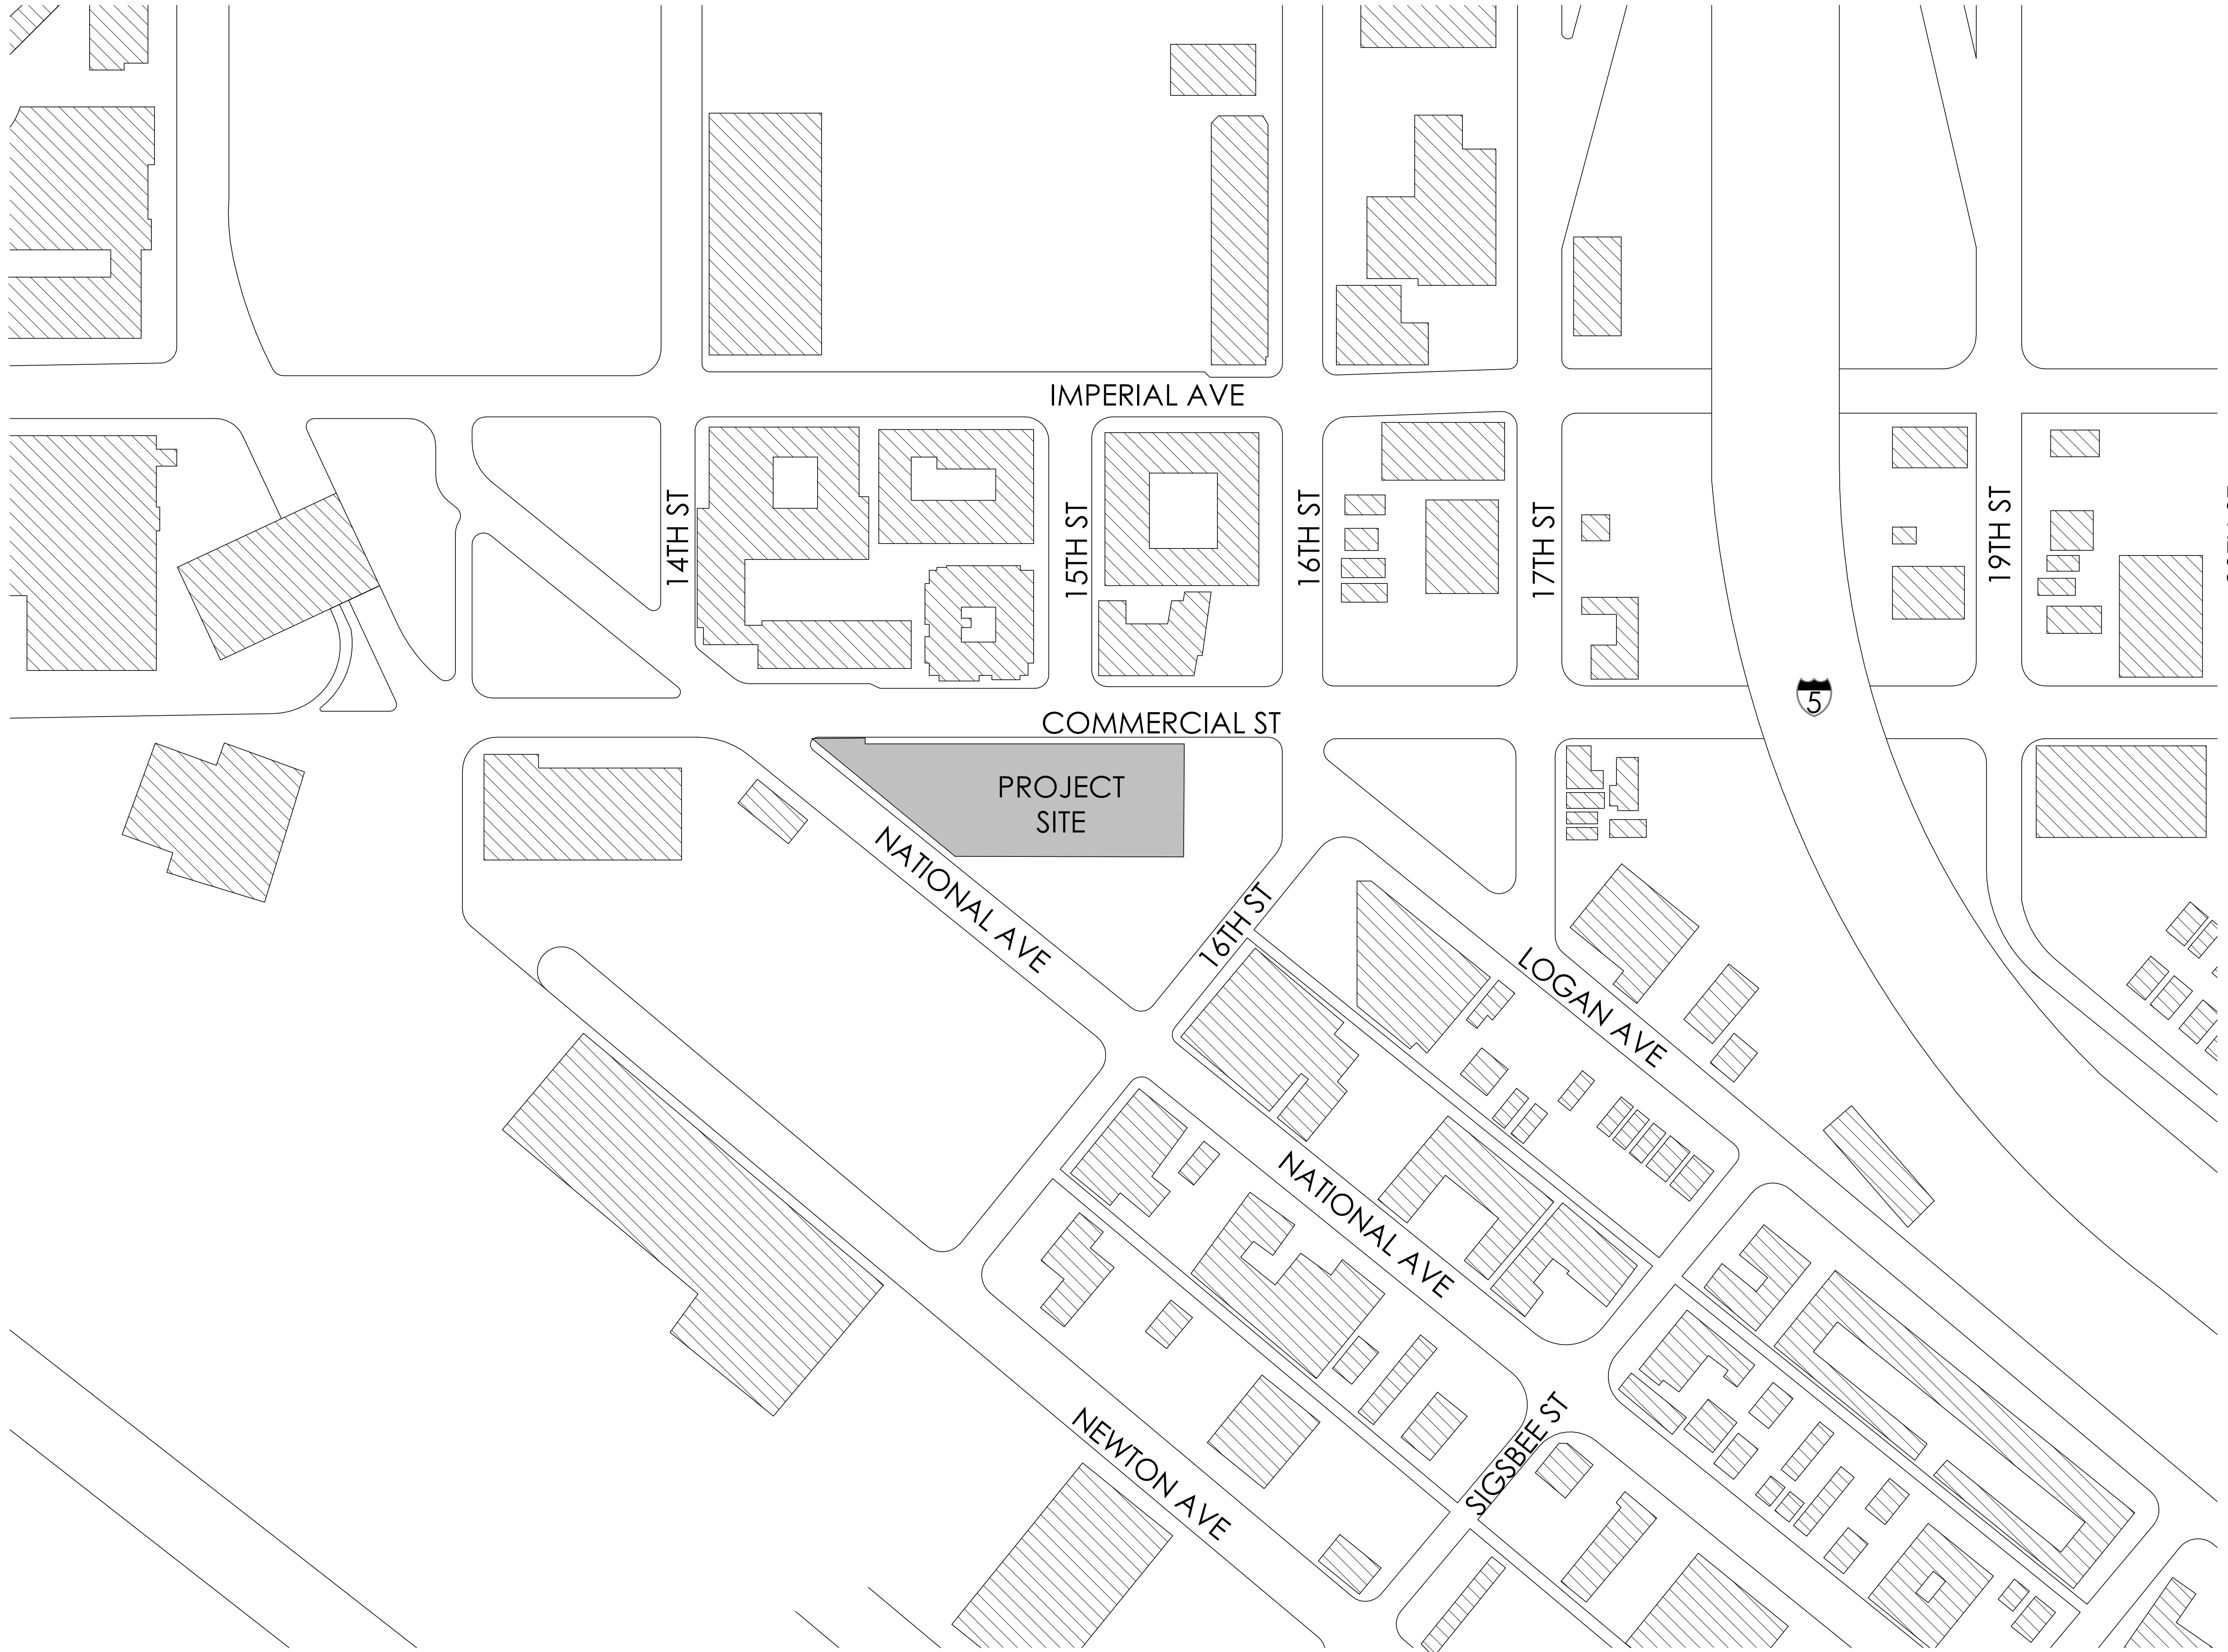 IMPERIAL AVE
14TH ST
15TH ST
16TH ST
17TH ST
19TH ST
5
COMMERCIAL ST
PROJECT
SITE
NATIONAL AVE
16TH ST
LOGAN AVE
NATIONAL AVE
SIGSBEE ST
NEWTON AVE